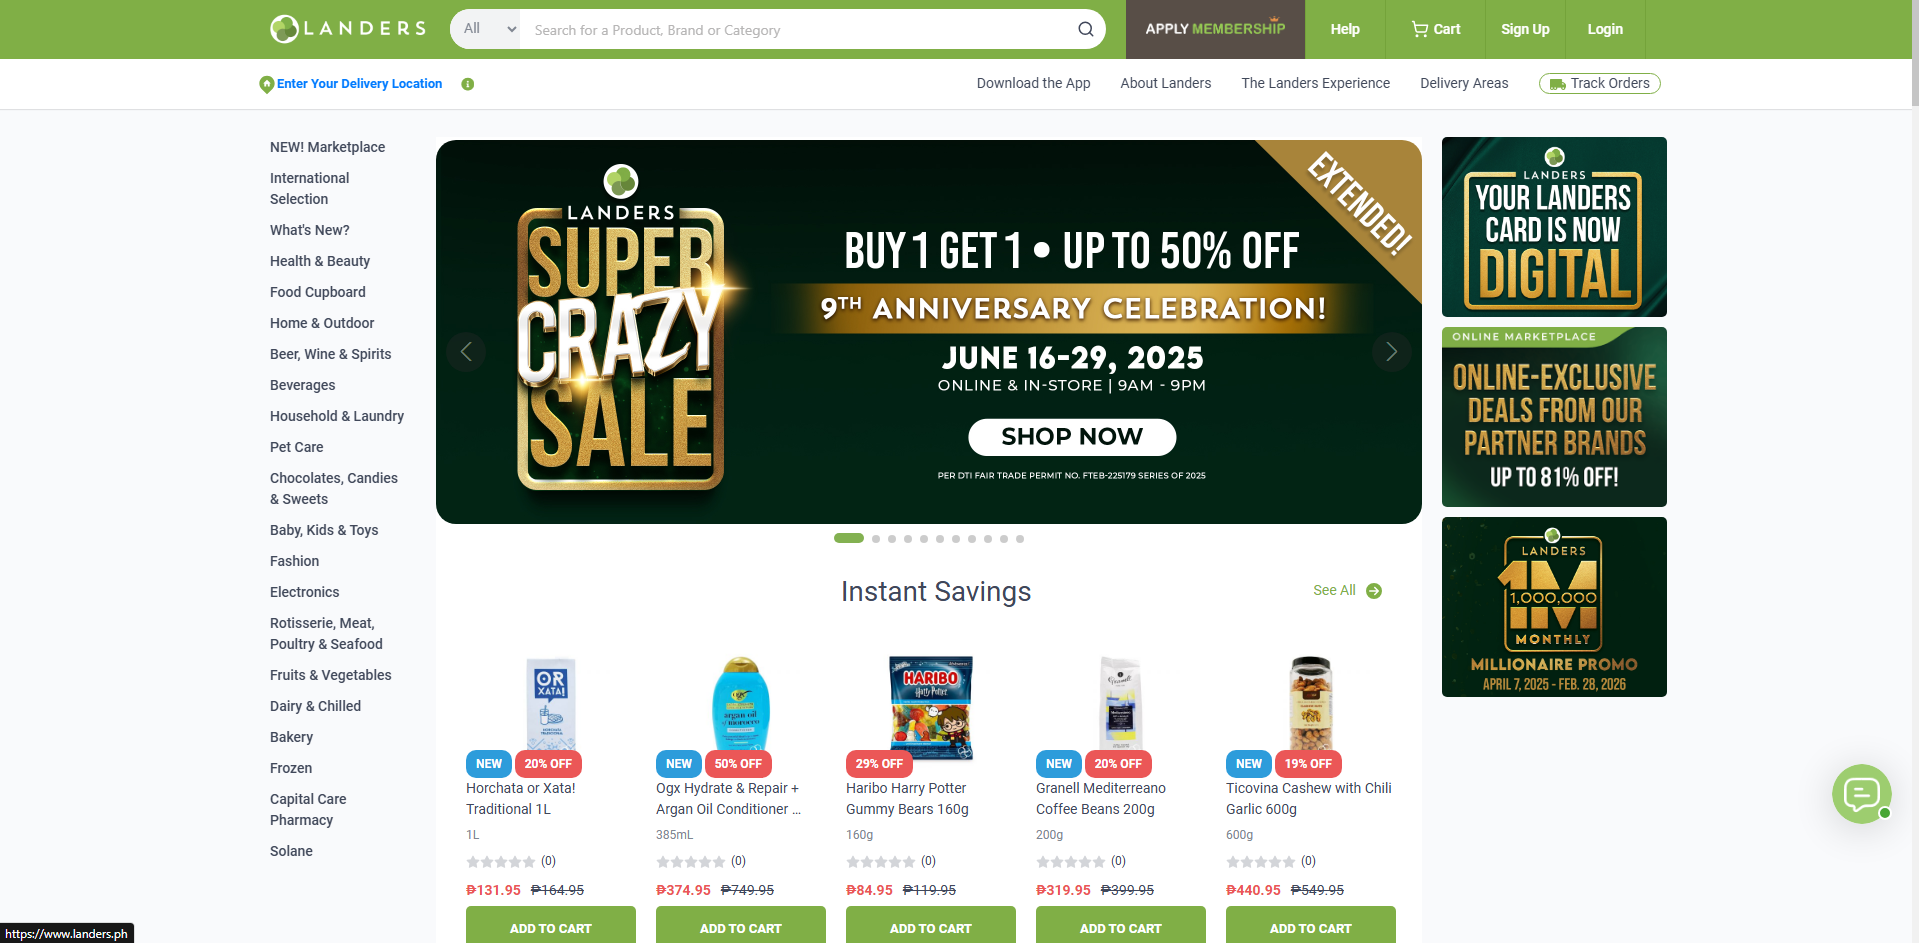 LANDERS
All
Search for a Product, Brand or Category
APPLY MEMBERSHIP
Help
Cart
Sign Up
Login
Enter Your Delivery Location
Download the App
About Landers
The Landers Experience
Delivery Areas
Track Orders
NEW! Marketplace
International
Selection
What's New?
Health & Beauty
Food Cupboard
Home & Outdoor
Beer, Wine & Spirits
Beverages
Household & Laundry
Pet Care
Chocolates, Candies
& Sweets
Baby, Kids & Toys
Fashion
Electronics
Rotisserie, Meat,
Poultry & Seafood
Fruits & Vegetables
Dairy & Chilled
Bakery
Frozen
Capital Care
Pharmacy
Solane
LANDERS
SUPER
CRAZY
SALE
EXTENDED!
BUY 1 GET 1 • UP TO 50% OFF
9TH ANNIVERSARY CELEBRATION!
JUNE 16-29, 2025
ONLINE & IN-STORE | 9AM - 9PM
SHOP NOW
PER DTI FAIR TRADE PERMIT NO. FTEB-225179 SERIES OF 2025
LANDERS
YOUR LANDERS
CARD IS NOW
DIGITAL
ONLINE MARKETPLACE
ONLINE-EXCLUSIVE
DEALS FROM OUR
PARTNER BRANDS
UP TO 81% OFF!
LANDERS
1M
1,000,000
MONTHLY
MILLIONAIRE PROMO
APRIL 7, 2025 - FEB. 28, 2026
Instant Savings
See All
OR
XATA!
NEW
20% OFF
Horchata or Xata!
Traditional 1L
1L
(0)
₱131.95 ₱164.95
ADD TO CART
argan oil
of morocco
NEW
50% OFF
Ogx Hydrate & Repair +
Argan Oil Conditioner ...
385mL
(0)
₱374.95 ₱749.95
ADD TO CART
HARIBO
Harry Potter
29% OFF
Haribo Harry Potter
Gummy Bears 160g
160g
(0)
₱84.95 ₱119.95
ADD TO CART
Granell
NEW
20% OFF
Granell Mediterreano
Coffee Beans 200g
200g
(0)
₱319.95 ₱399.95
ADD TO CART
NEW
19% OFF
Ticovina Cashew with Chili
Garlic 600g
600g
(0)
₱440.95 ₱549.95
ADD TO CART
https://www.landers.ph